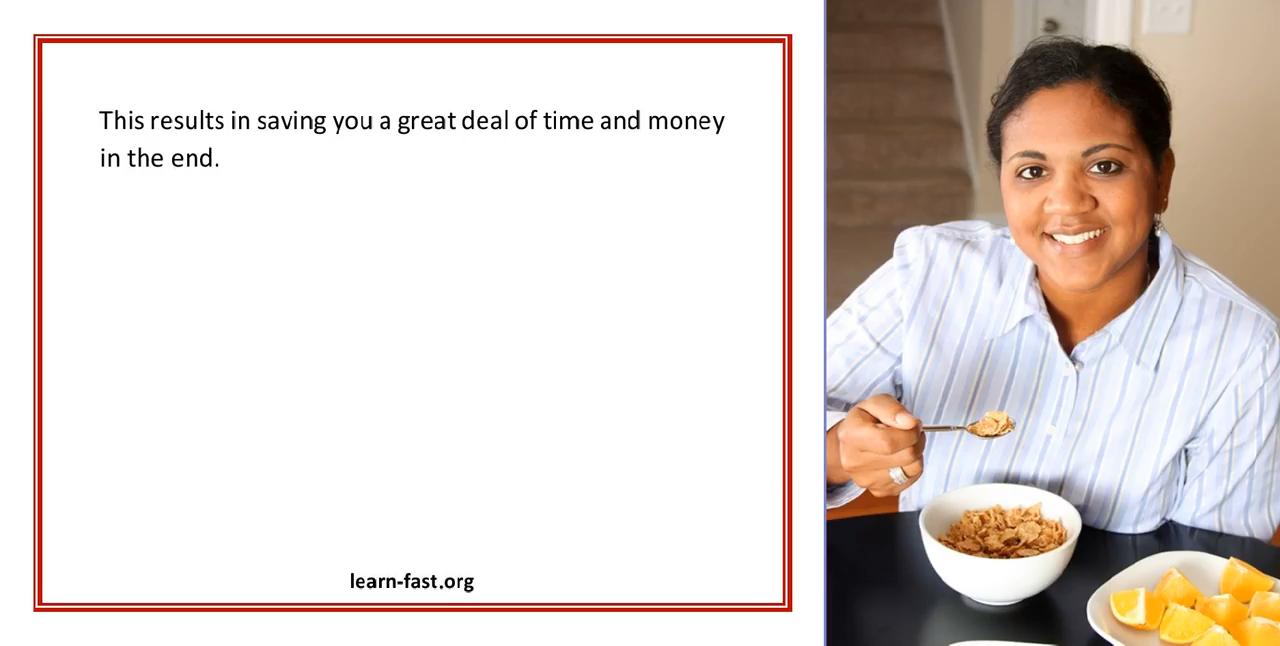 This results in saving you a great deal of time and money
in the end.
learn-fast.org